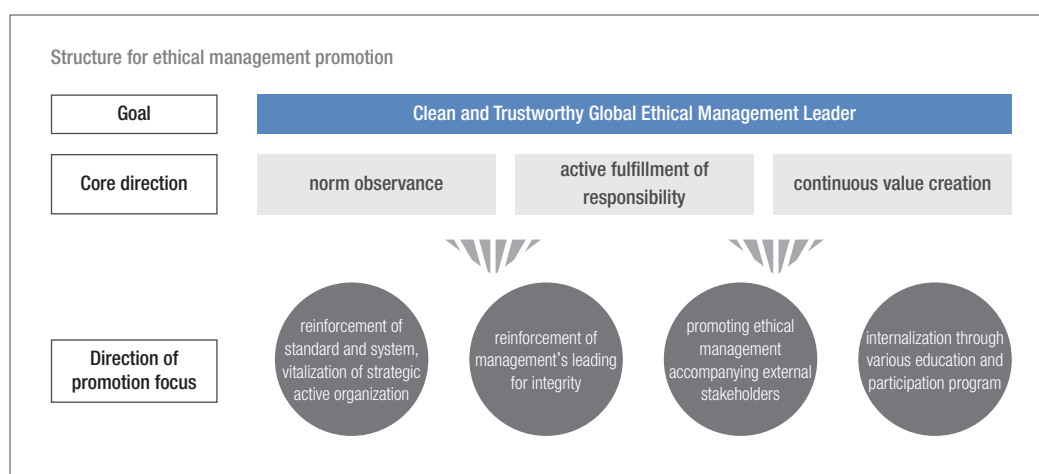 Structure for ethical management promotion
Goal
Clean and Trustworthy Global Ethical Management Leader
Core direction
norm observance
active fulfillment of
responsibility
continuous value creation
Direction of
promotion focus
reinforcement of
standard and system,
vitalization of strategic
active organization
reinforcement of
management's leading
for integrity
promoting ethical
management
accompanying external
stakeholders
internalization through
various education and
participation program